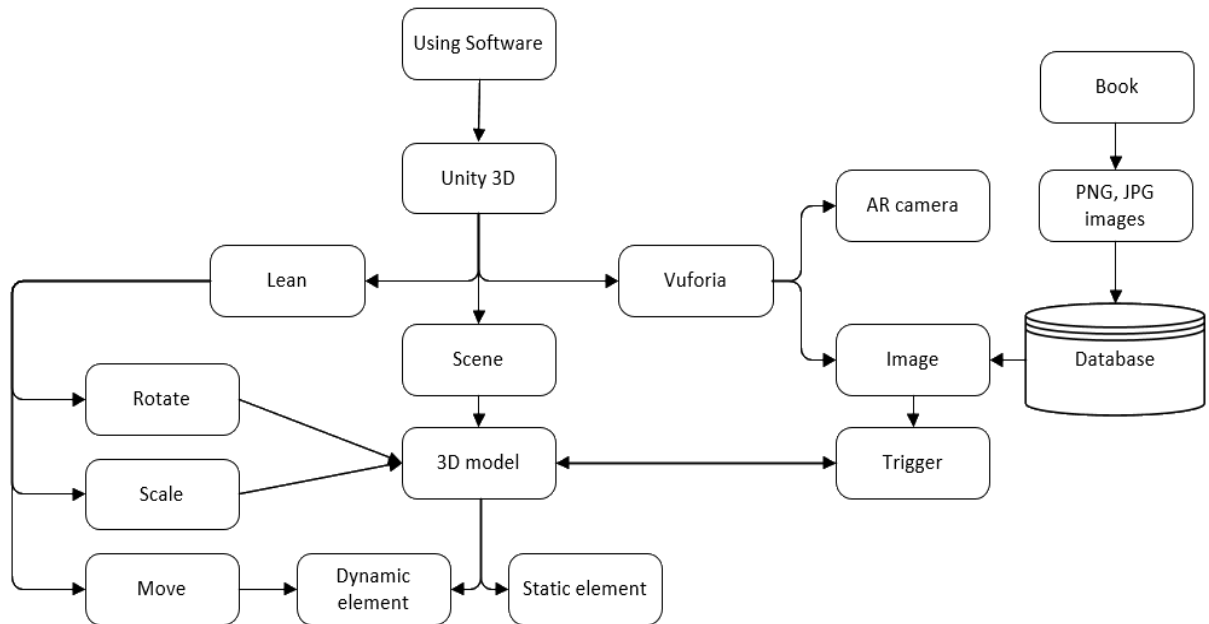 Using Software
Book
Unity 3D
AR camera
PNG, JPG
images
Lean
Vuforia
Scene
Image
Database
Rotate
3D model
Trigger
Scale
Move
Dynamic
element
Static element